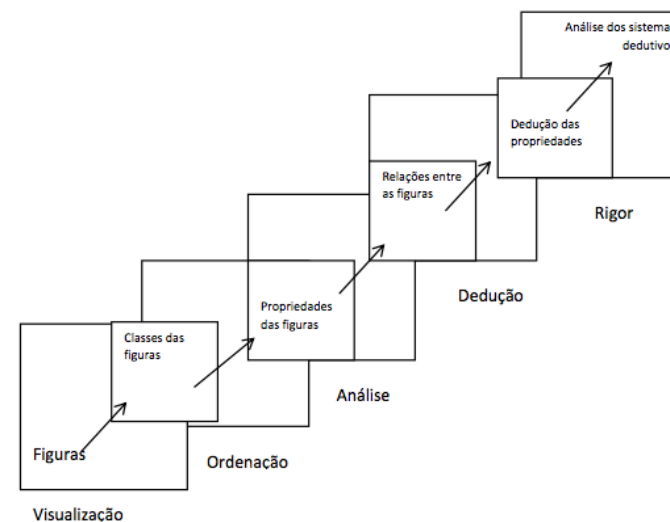 Análise dos sistema
dedutivo
Dedução das
propriedades
Relações entre
as figuras
Rigor
Dedução
Propriedades
das figuras
Classes das
figuras
Análise
Figuras
Ordenação
Visualização